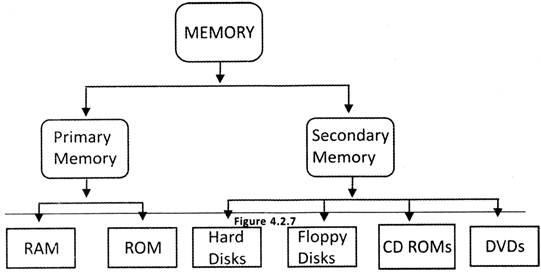 MEMORY
Primary
Memory
Secondary
Memory
Figure 4.2.7
RAM
ROM
Hard
Disks
Floppy
Disks
CD ROMs
DVDs